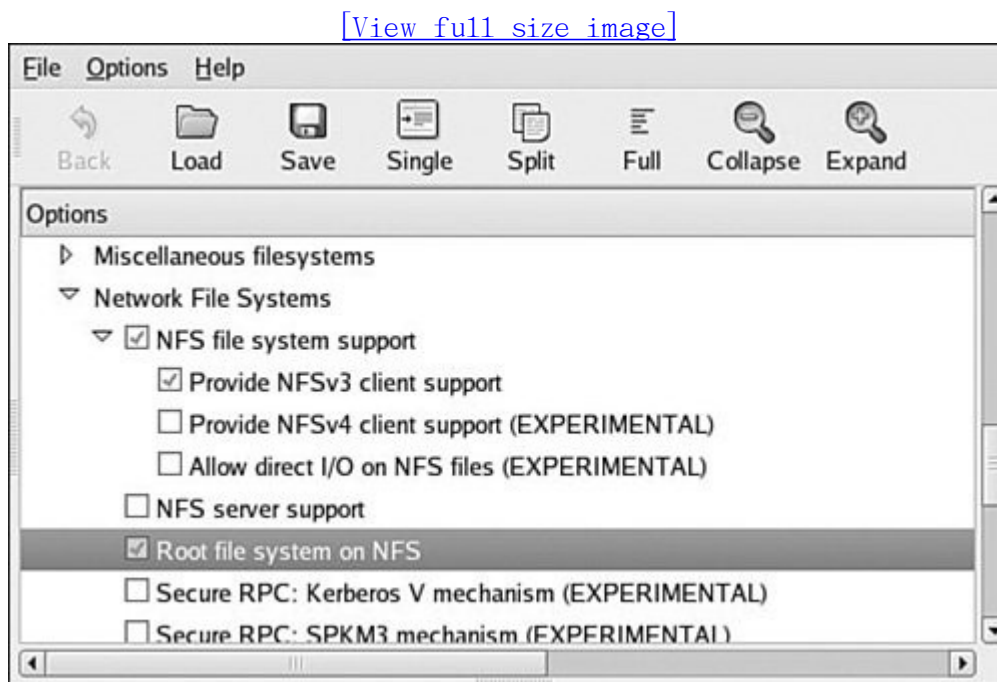 [View full size image]
File Options Help
Back Load Save Single Split Full Collapse Expand
Options
Miscellaneous filesystems
Network File Systems
NFS file system support
Provide NFSv3 client support
Provide NFSv4 client support (EXPERIMENTAL)
Allow direct I/O on NFS files (EXPERIMENTAL)
NFS server support
Root file system on NFS
Secure RPC: Kerberos V mechanism (EXPERIMENTAL)
Secure RPC: SPKM3 mechanism (EXPERIMENTAL)